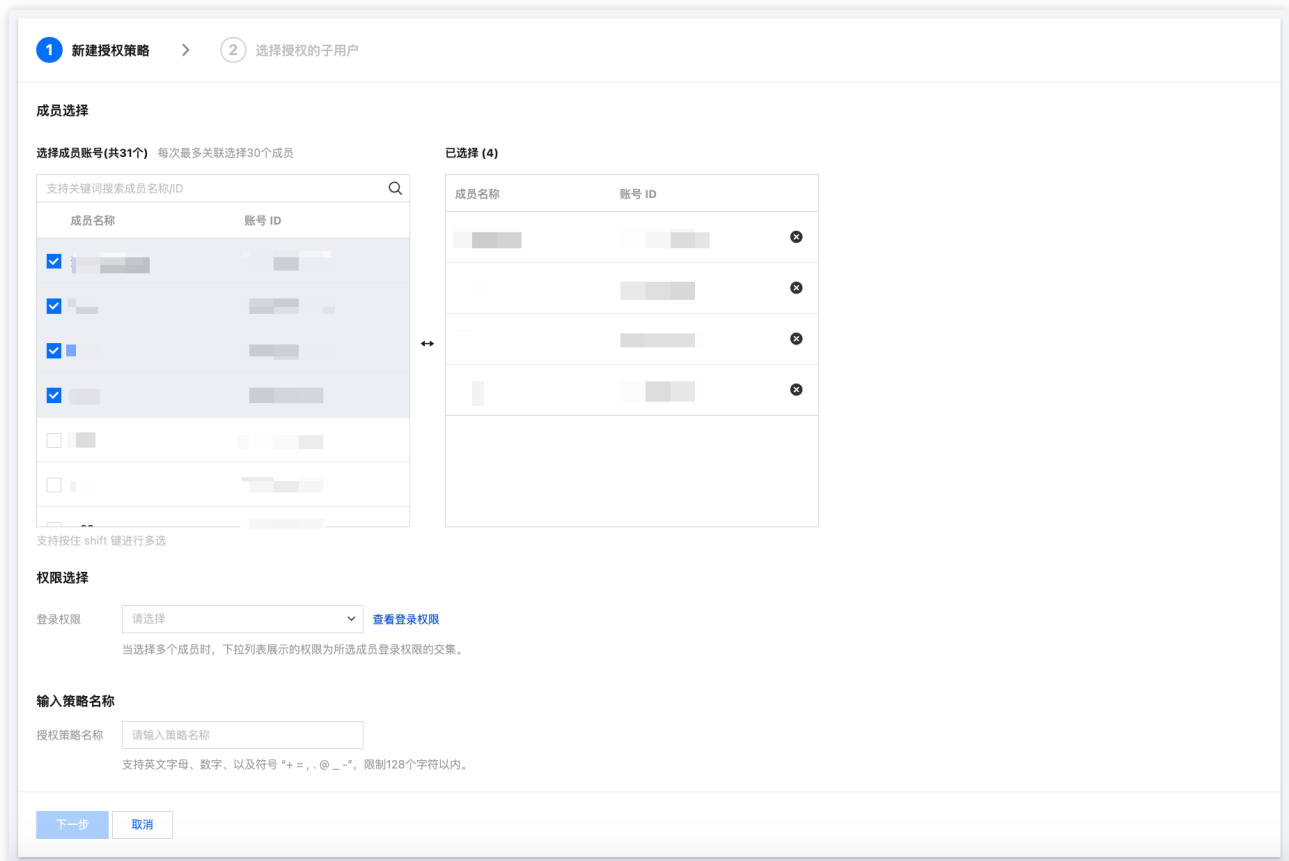 1 新建授权策略 2 选择授权的子用户
成员选择
选择成员账号(共31个) 每次最多关联选择30个成员
已选择 (4)
支持关键词搜索成员名称/ID
成员名称 账号 ID
成员名称 账号 ID
支持按住 shift 键进行多选
权限选择
登录权限 请选择 查看登录权限
当选择多个成员时，下拉列表展示的权限为所选成员登录权限的交集。
输入策略名称
授权策略名称 请输入策略名称
支持英文字母、数字、以及符号 “+ = , . @ _ -”，限制128个字符以内。
下一步 取消